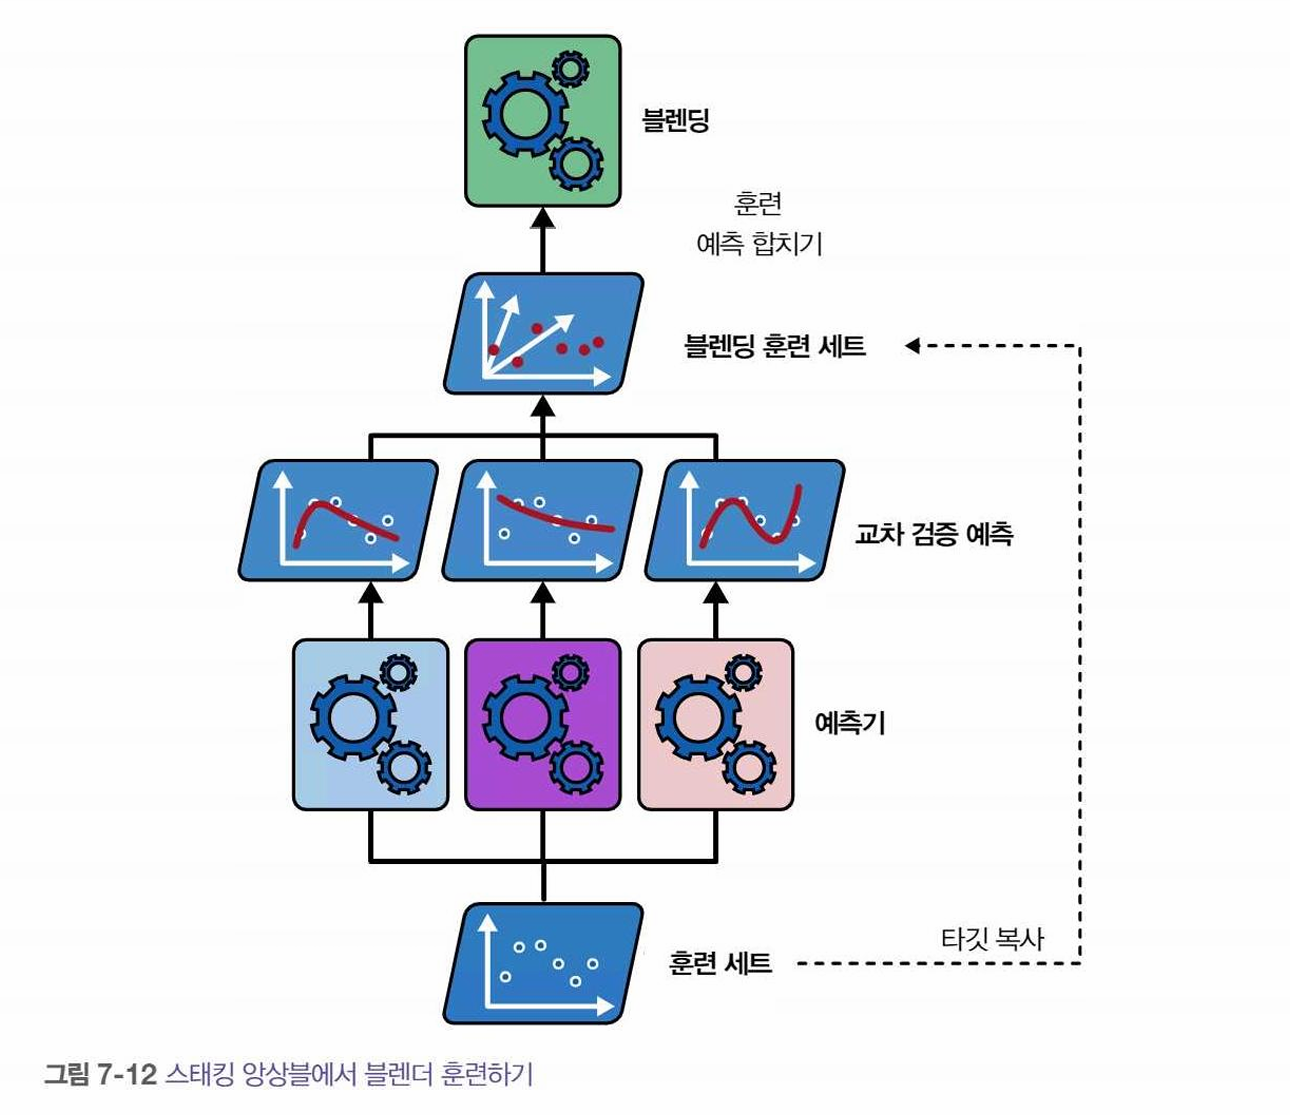 블렌딩
훈련
예측 합치기
블렌딩 훈련 세트
교차 검증 예측
예측기
타깃 복사
훈련 세트
그림 7-12 스태킹 앙상블에서 블렌더 훈련하기